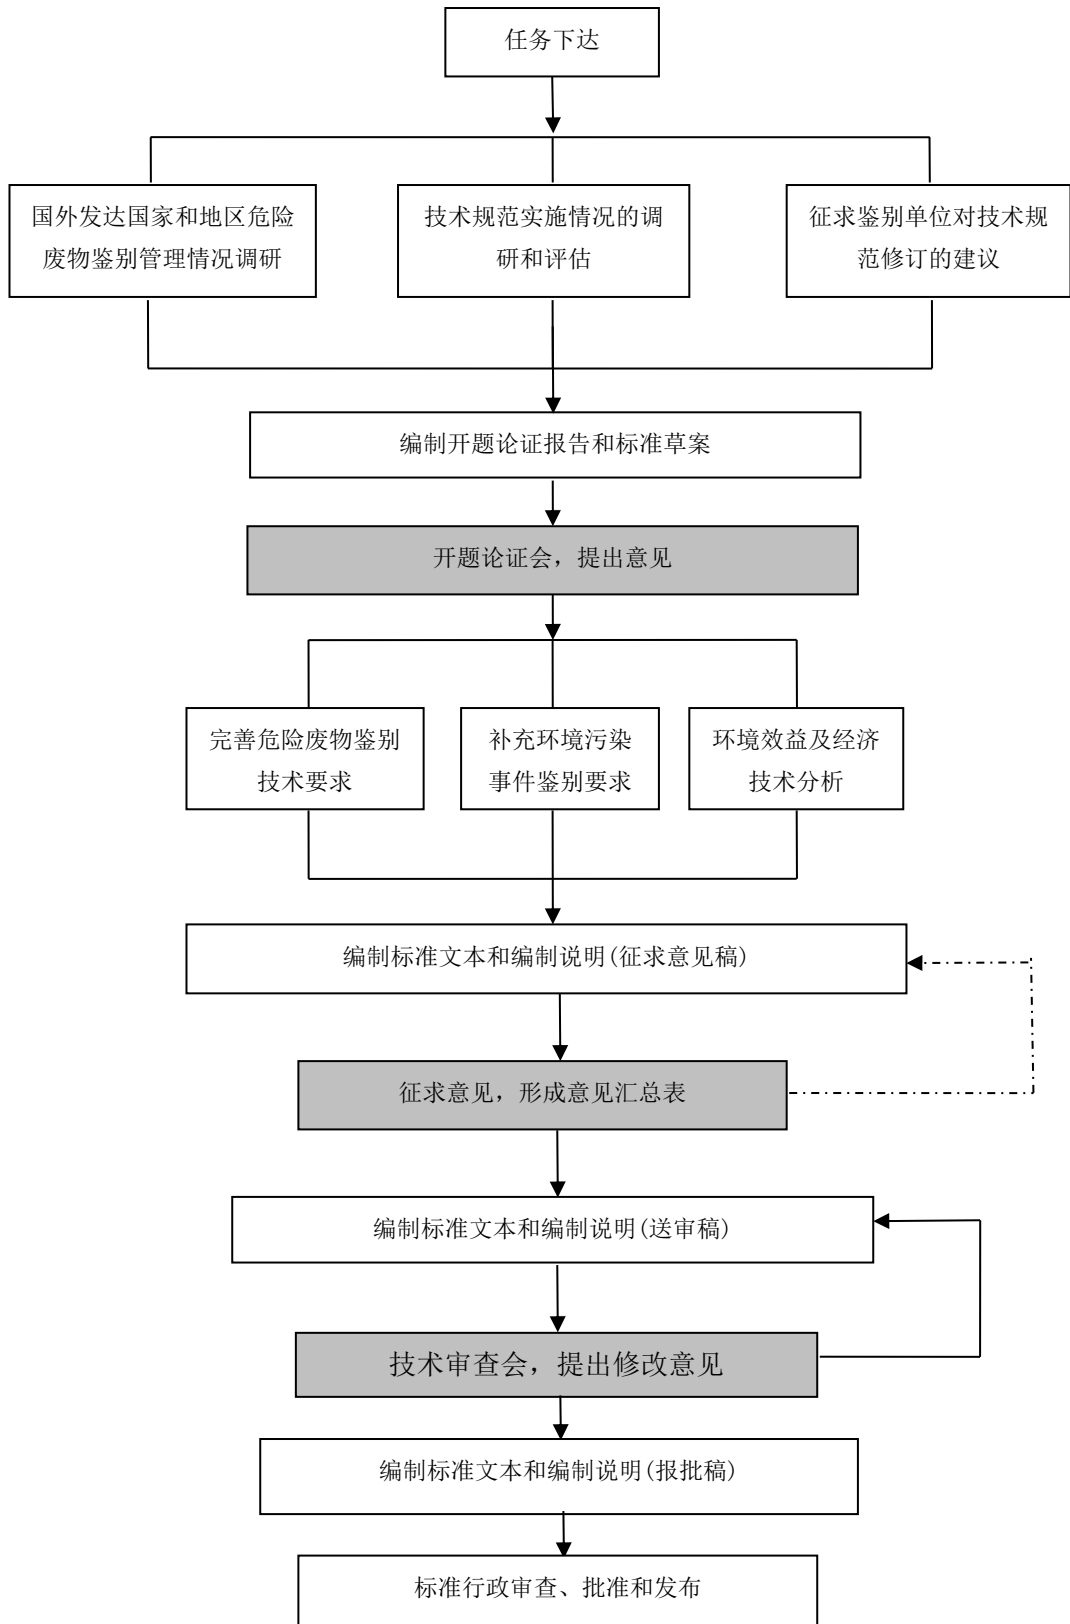 任务下达
国外发达国家和地区危险
废物鉴别管理情况调研
技术规范实施情况的调
研和评估
征求鉴别单位对技术规
范修订的建议
编制开题论证报告和标准草案
开题论证会，提出意见
完善危险废物鉴别
技术要求
补充环境污染
事件鉴别要求
环境效益及经济
技术分析
编制标准文本和编制说明(征求意见稿)
征求意见，形成意见汇总表
编制标准文本和编制说明(送审稿)
技术审查会，提出修改意见
编制标准文本和编制说明(报批稿)
标准行政审查、批准和发布